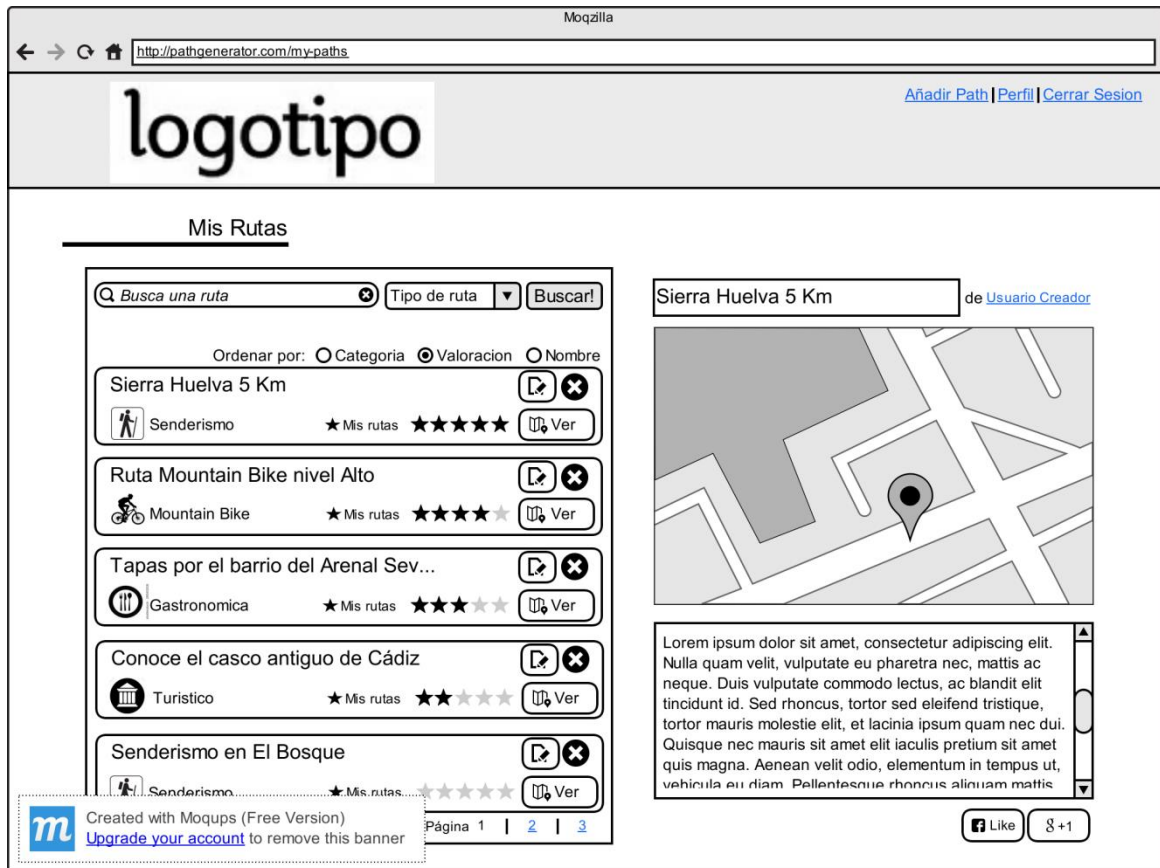 Moqzilla
http://pathgenerator.com/my-paths
logotipo
Añadir Path | Perfil | Cerrar Sesion
Mis Rutas
Busca una ruta
Tipo de ruta
Buscar!
Ordenar por: Categoria Valoracion Nombre
Sierra Huelva 5 Km
Senderismo
Mis rutas
Ver
Ruta Mountain Bike nivel Alto
Mountain Bike
Mis rutas
Ver
Tapas por el barrio del Arenal Sev...
Gastronomica
Mis rutas
Ver
Conoce el casco antiguo de Cádiz
Turistico
Mis rutas
Ver
Senderismo en El Bosque
Senderismo
Mis rutas
Ver
Página 1 | 2 | 3
Sierra Huelva 5 Km
de Usuario Creador
Lorem ipsum dolor sit amet, consectetur adipiscing elit.
Nulla quam velit, vulputate eu pharetra nec, mattis ac
neque. Duis vulputate commodo lectus, ac blandit elit
tincidunt id. Sed rhoncus, tortor sed eleifend tristique,
tortor mauris molestie elit, et lacinia ipsum quam nec dui.
Quisque nec mauris sit amet elit iaculis pretium sit amet
quis magna. Aenean velit odio, elementum in tempus ut,
vehicula eu diam. Pellentesque rhoncus aliquam mattis
Like
g +1
m
Created with Moqups (Free Version)
Upgrade your account to remove this banner